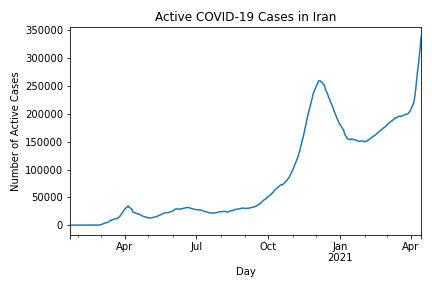 Active COVID-19 Cases in Iran
350000
300000
250000
200000
150000
100000
50000
0
Number of Active Cases
Apr
Jul
Oct
Jan
2021
Apr
Day